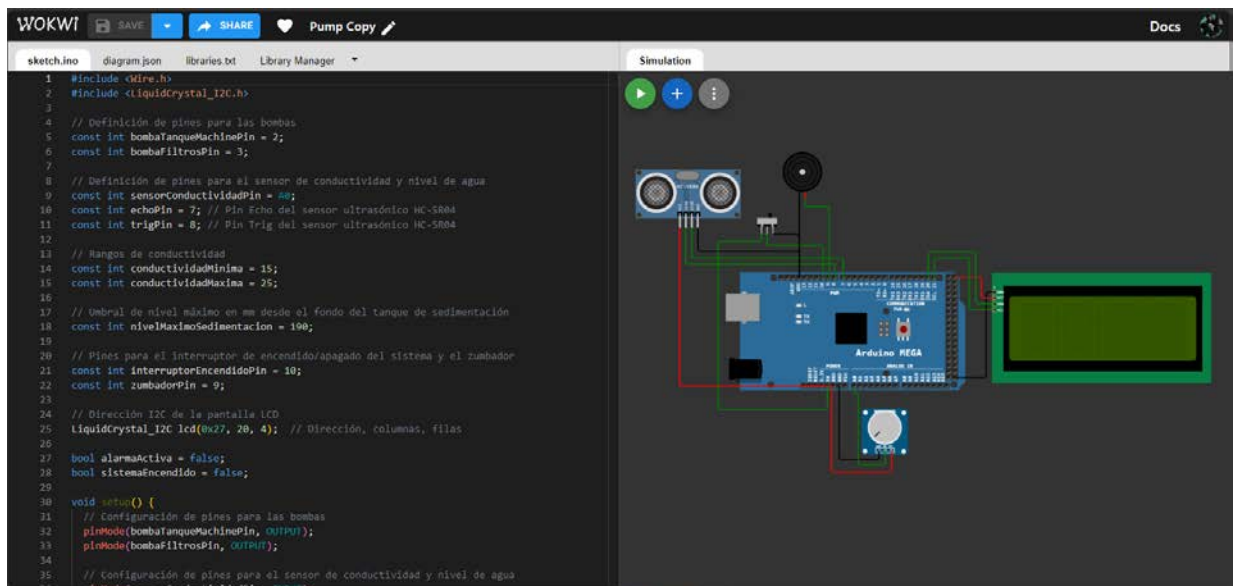 WOKWI SAVE SHARE Pump Copy Docs
sketch.ino diagram.json libraries.txt Library Manager Simulation
1 #include <Wire.h>
2 #include <LiquidCrystal_I2C.h>
3
4 // Definición de pines para las bombas
5 const int bombaTanqueMachinePin = 2;
6 const int bombaFiltrosPin = 3;
7
8 // Definición de pines para el sensor de conductividad y nivel de agua
9 const int sensorConductividadPin = A0;
10 const int echoPin = 7; // Pin Echo del sensor ultrasónico HC-SR04
11 const int trigPin = 8; // Pin Trig del sensor ultrasónico HC-SR04
12
13 // Rangos de conductividad
14 const int conductividadMinima = 15;
15 const int conductividadMaxima = 25;
16
17 // Umbral de nivel máximo en mm desde el fondo del tanque de sedimentación
18 const int nivelMaximoSedimentacion = 190;
19
20 // Pines para el interruptor de encendido/apagado del sistema y el zumbador
21 const int interruptorEncendidoPin = 10;
22 const int zumbadorPin = 9;
23
24 // Dirección I2C de la pantalla LCD
25 LiquidCrystal_I2C lcd(0x27, 20, 4); // Dirección, columnas, filas
26
27 bool alarmaActiva = false;
28 bool sistemaEncendido = false;
29
30 void setup() {
31 // Configuración de pines para las bombas
32 pinMode(bombaTanqueMachinePin, OUTPUT);
33 pinMode(bombaFiltrosPin, OUTPUT);
34
35 // Configuración de pines para el sensor de conductividad y nivel de agua
HC-SR04
PWM
COMMUNICATION
Arduino MEGA
POWER
ANALOG IN